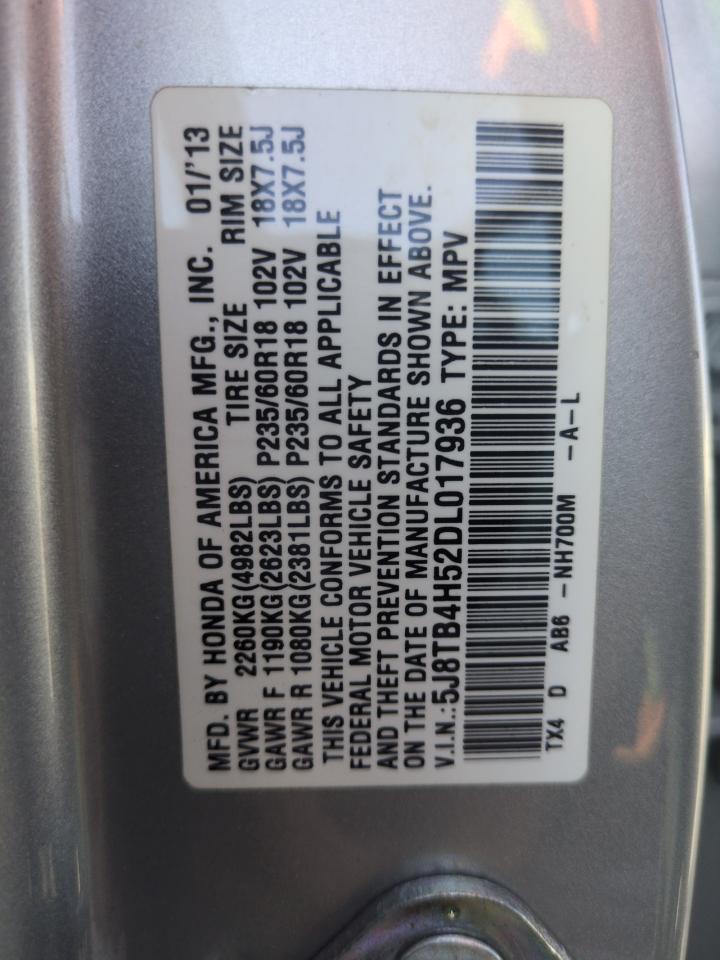 MFD. BY HONDA OF AMERICA MFG., INC. 01/'13
GVWR 2260KG(4982LBS) TIRE SIZE RIM SIZE
GAWR F 1190KG(2623LBS) P235/60R18 102V 18X7.5J
GAWR R 1080KG(2381LBS) P235/60R18 102V 18X7.5J
THIS VEHICLE CONFORMS TO ALL APPLICABLE
FEDERAL MOTOR VEHICLE SAFETY
AND THEFT PREVENTION STANDARDS IN EFFECT
ON THE DATE OF MANUFACTURE SHOWN ABOVE.
V.I.N.:5J8TB4H52DL017936 TYPE: MPV
TX4 D AB6 -NH700M -A-L